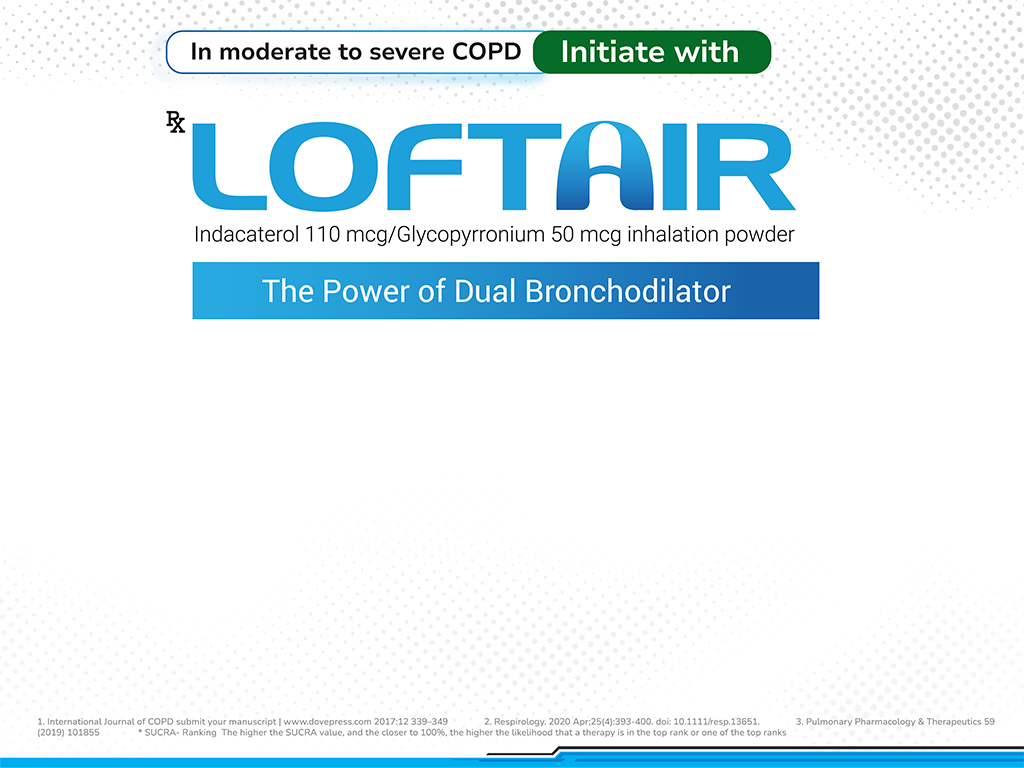 In moderate to severe COPD Initiate with
Rx LOFTAIR
Indacaterol 110 mcg/Glycopyrronium 50 mcg inhalation powder
The Power of Dual Bronchodilator
1. International Journal of COPD submit your manuscript | www.dovepress.com 2017:12 339–349 2. Respirology. 2020 Apr;25(4):393-400. doi: 10.1111/resp.13651. 3. Pulmonary Pharmacology & Therapeutics 59
(2019) 101855 * SUCRA- Ranking The higher the SUCRA value, and the closer to 100%, the higher the likelihood that a therapy is in the top rank or one of the top ranks